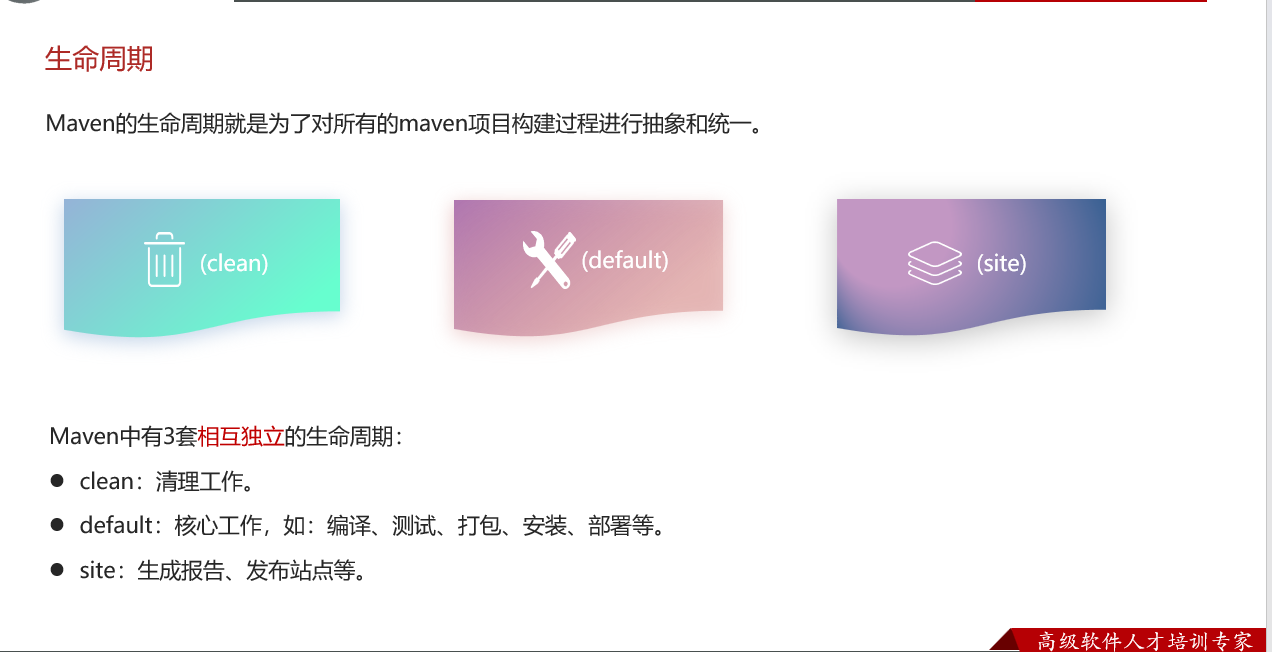 生命周期
Maven的生命周期就是为了对所有的maven项目构建过程进行抽象和统一。
(clean)
(default)
(site)
Maven中有3套相互独立的生命周期：
● clean：清理工作。
● default：核心工作，如：编译、测试、打包、安装、部署等。
● site：生成报告、发布站点等。
高级软件人才培训专家